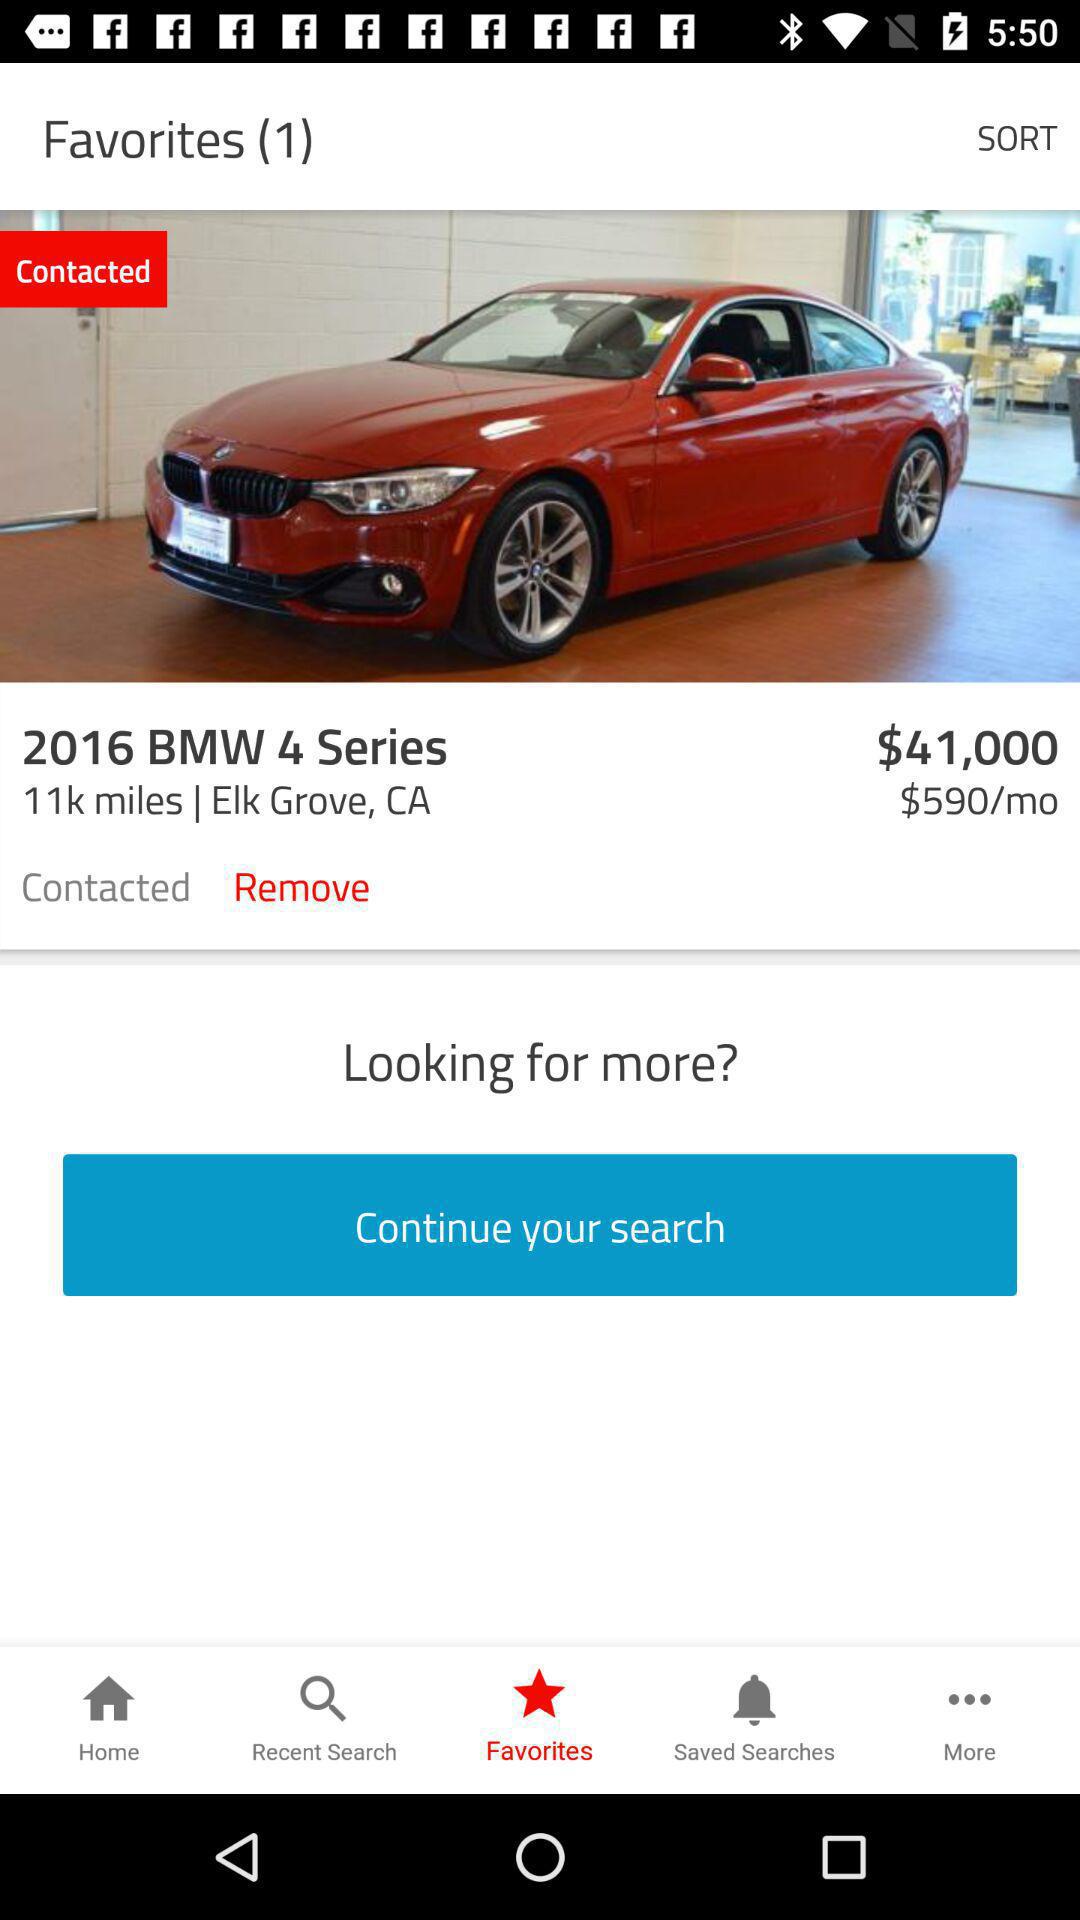 5:50
Favorites (1)
SORT
Contacted
2016 BMW 4 Series
$41,000
11k miles | Elk Grove, CA
$590/mo
Contacted Remove
Looking for more?
Continue your search
Home
Recent Search
Favorites
Saved Searches
More